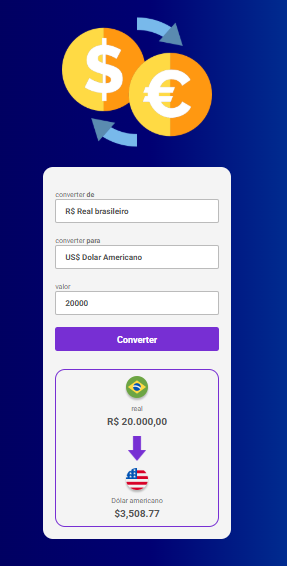 $
€
converter de
R$ Real brasileiro
converter para
US$ Dolar Americano
valor
20000
Converter
real
R$ 20.000,00
Dólar americano
$3,508.77